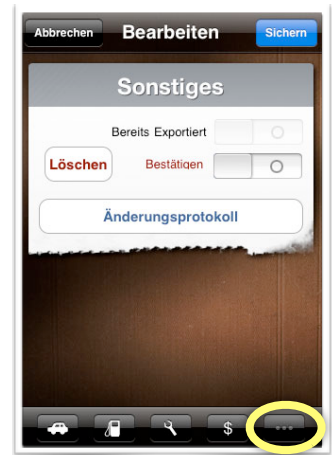 Abbrechen Bearbeiten Sichern
Sonstiges
Bereits Exportiert
Löschen Bestätigen
Änderungsprotokoll
$